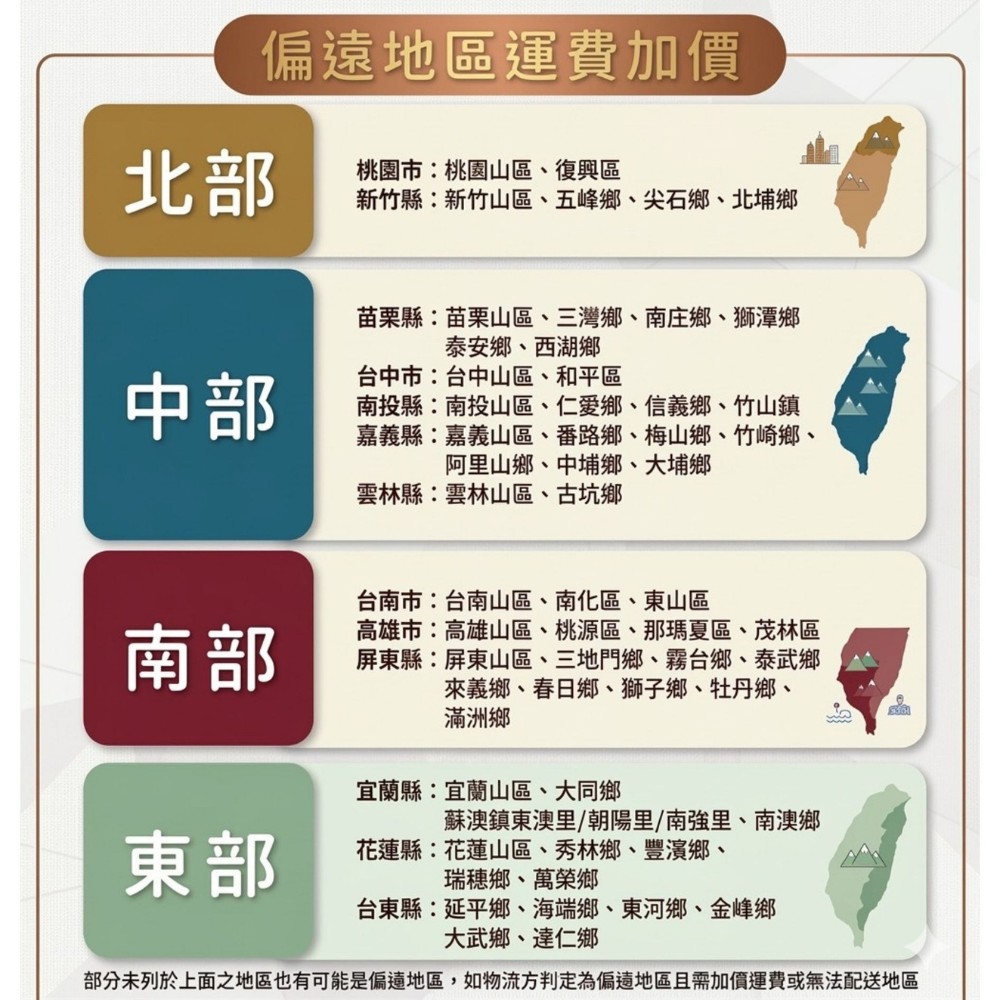 偏遠地區運費加價
北部
桃園市：桃園山區、復興區
新竹縣：新竹山區、五峰鄉、尖石鄉、北埔鄉
中部
苗栗縣：苗栗山區、三灣鄉、南庄鄉、獅潭鄉
泰安鄉、西湖鄉
台中市：台中山區、和平區
南投縣：南投山區、仁愛鄉、信義鄉、竹山鎮
嘉義縣：嘉義山區、番路鄉、梅山鄉、竹崎鄉、
阿里山鄉、中埔鄉、大埔鄉
雲林縣：雲林山區、古坑鄉
南部
台南市：台南山區、南化區、東山區
高雄市：高雄山區、桃源區、那瑪夏區、茂林區
屏東縣：屏東山區、三地門鄉、霧台鄉、泰武鄉
來義鄉、春日鄉、獅子鄉、牡丹鄉、
滿洲鄉
東部
宜蘭縣：宜蘭山區、大同鄉
蘇澳鎮東澳里/朝陽里/南強里、南澳鄉
花蓮縣：花蓮山區、秀林鄉、豐濱鄉、
瑞穗鄉、萬榮鄉
台東縣：延平鄉、海端鄉、東河鄉、金峰鄉
大武鄉、達仁鄉
部分未列於上面之地區也有可能是偏遠地區，如物流方判定為偏遠地區且需加價運費或無法配送地區